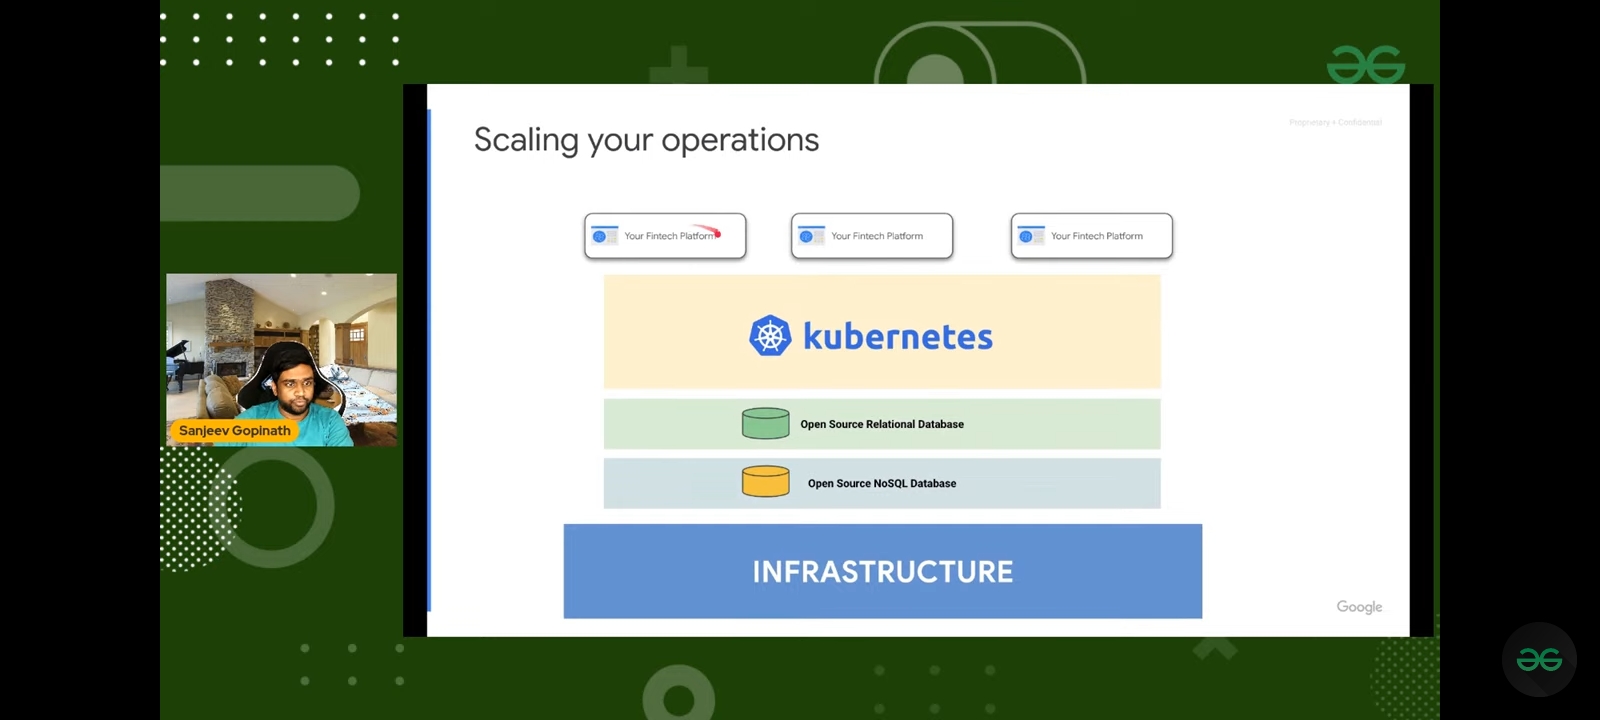 Scaling your operations
Proprietary + Confidential
Your Fintech Platform
Your Fintech Platform
Your Fintech Platform
kubernetes
Open Source Relational Database
Open Source NoSQL Database
INFRASTRUCTURE
Google
Sanjeev Gopinath